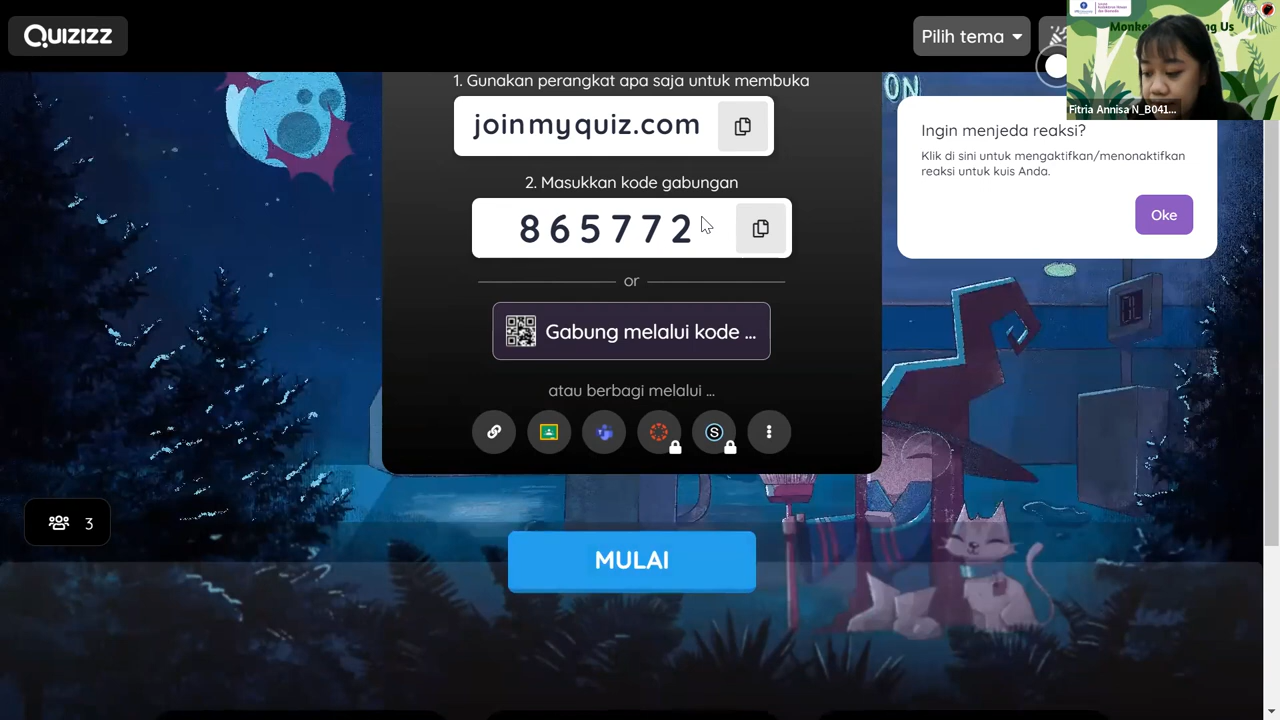 Quizizz
Pilih tema
1. Gunakan perangkat apa saja untuk membuka
joinmyquiz.com
2. Masukkan kode gabungan
865772
or
Gabung melalui kode ...
atau berbagi melalui ...
3
MULAI
ON
Fitria Annisa N_B041...
Ingin menjeda reaksi?
Klik di sini untuk mengaktifkan/menonaktifkan
reaksi untuk kuis Anda.
Oke